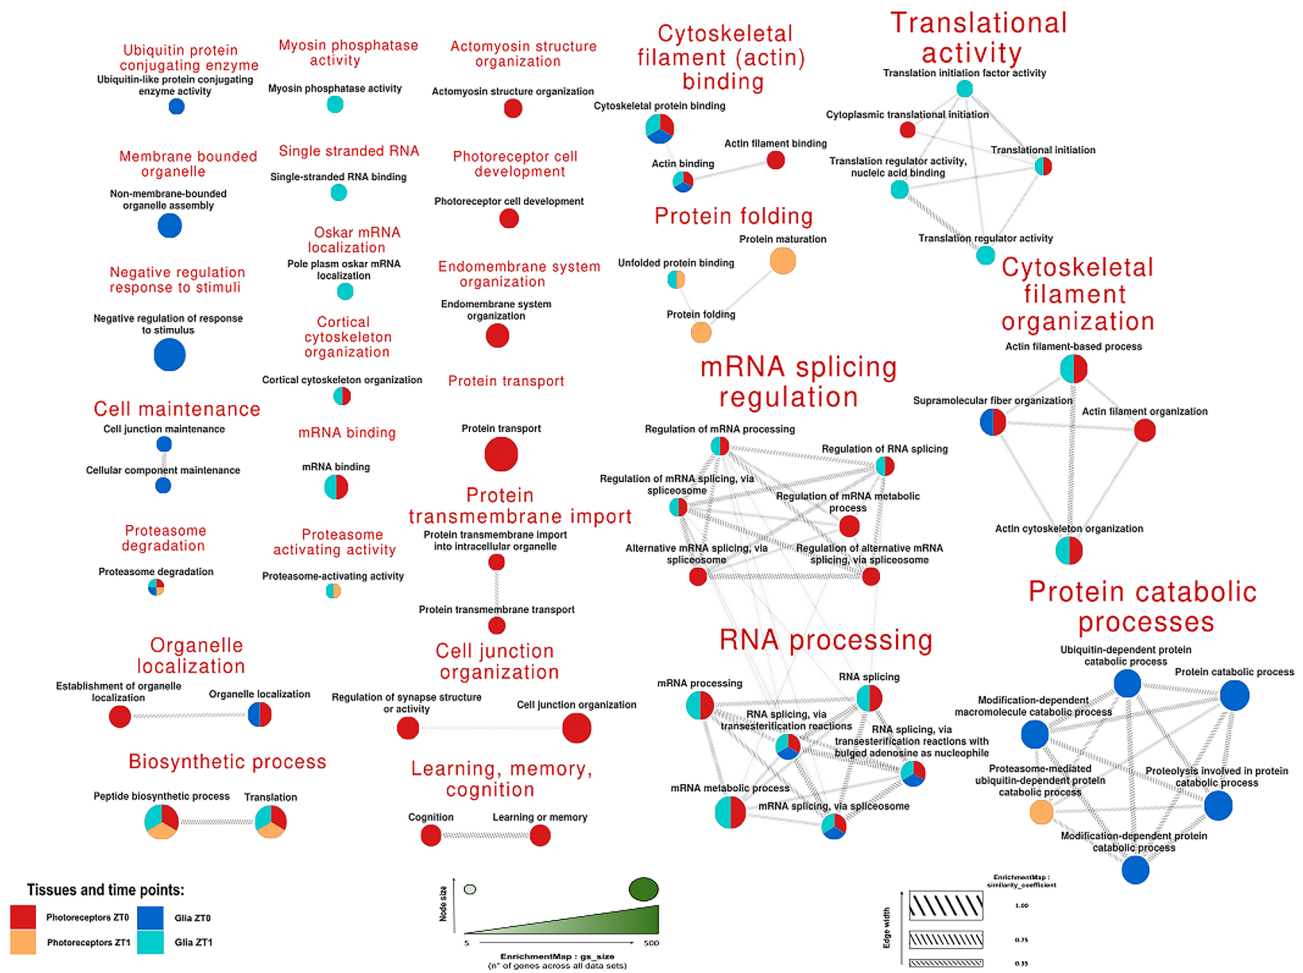 Ubiquitin protein
conjugating enzyme
Ubiquitin-like protein conjugating
enzyme activity
Membrane bounded
organelle
Non-membrane-bounded
organelle assembly
Negative regulation
response to stimuli
Negative regulation of response
to stimulus
Cell maintenance
Cell junction maintenance
Cellular component maintenance
Proteasome
degradation
Proteasome degradation
Myosin phosphatase
activity
Myosin phosphatase activity
Single stranded RNA
Single-stranded RNA binding
Oskar mRNA
localization
Pole plasm oskar mRNA
localization
Cortical
cytoskeleton
organization
Cortical cytoskeleton organization
mRNA binding
mRNA binding
Proteasome
activating activity
Proteasome-activating activity
Actomyosin structure
organization
Actomyosin structure organization
Photoreceptor cell
development
Photoreceptor cell development
Endomembrane system
organization
Endomembrane system
organization
Protein transport
Protein transport
Protein
transmembrane import
Protein transmembrane import
into intracellular organelle
Protein transmembrane transport
Organelle
localization
Establishment of organelle
localization
Organelle localization
Cell junction
organization
Regulation of synapse structure
or activity
Cell junction organization
Biosynthetic process
Peptide biosynthetic process
Translation
Learning, memory,
cognition
Cognition
Learning or memory
Cytoskeletal
filament (actin)
binding
Cytoskeletal protein binding
Actin filament binding
Actin binding
Protein folding
Protein maturation
Unfolded protein binding
Protein folding
mRNA splicing
regulation
Regulation of mRNA processing
Regulation of RNA splicing
Regulation of mRNA splicing, via
spliceosome
Regulation of mRNA metabolic
process
Alternative mRNA splicing, via
spliceosome
Regulation of alternative mRNA
splicing, via spliceosome
RNA processing
mRNA processing
RNA splicing
RNA splicing, via
transesterification reactions
RNA splicing, via
transesterification reactions with
bulged adenosine as nucleophile
mRNA metabolic process
mRNA splicing, via spliceosome
Translational
activity
Translation initiation factor activity
Cytoplasmic translational initiation
Translational initiation
Translation regulator activity,
nucleic acid binding
Translation regulator activity
Cytoskeletal
filament
organization
Actin filament-based process
Supramolecular fiber organization
Actin filament organization
Actin cytoskeleton organization
Protein catabolic
processes
Ubiquitin-dependent protein
catabolic process
Protein catabolic process
Modification-dependent
macromolecule catabolic process
Proteasome-mediated
ubiquitin-dependent protein
catabolic process
Proteolysis involved in protein
catabolic process
Modification-dependent protein
catabolic process
Tissues and time points:
Photoreceptors ZT0
Glia ZT0
Photoreceptors ZT1
Glia ZT1
Node size
5
500
EnrichmentMap : gs_size
(n° of genes across all data sets)
EnrichmentMap :
similarity_coefficient
Edge width
1.00
0.75
0.35